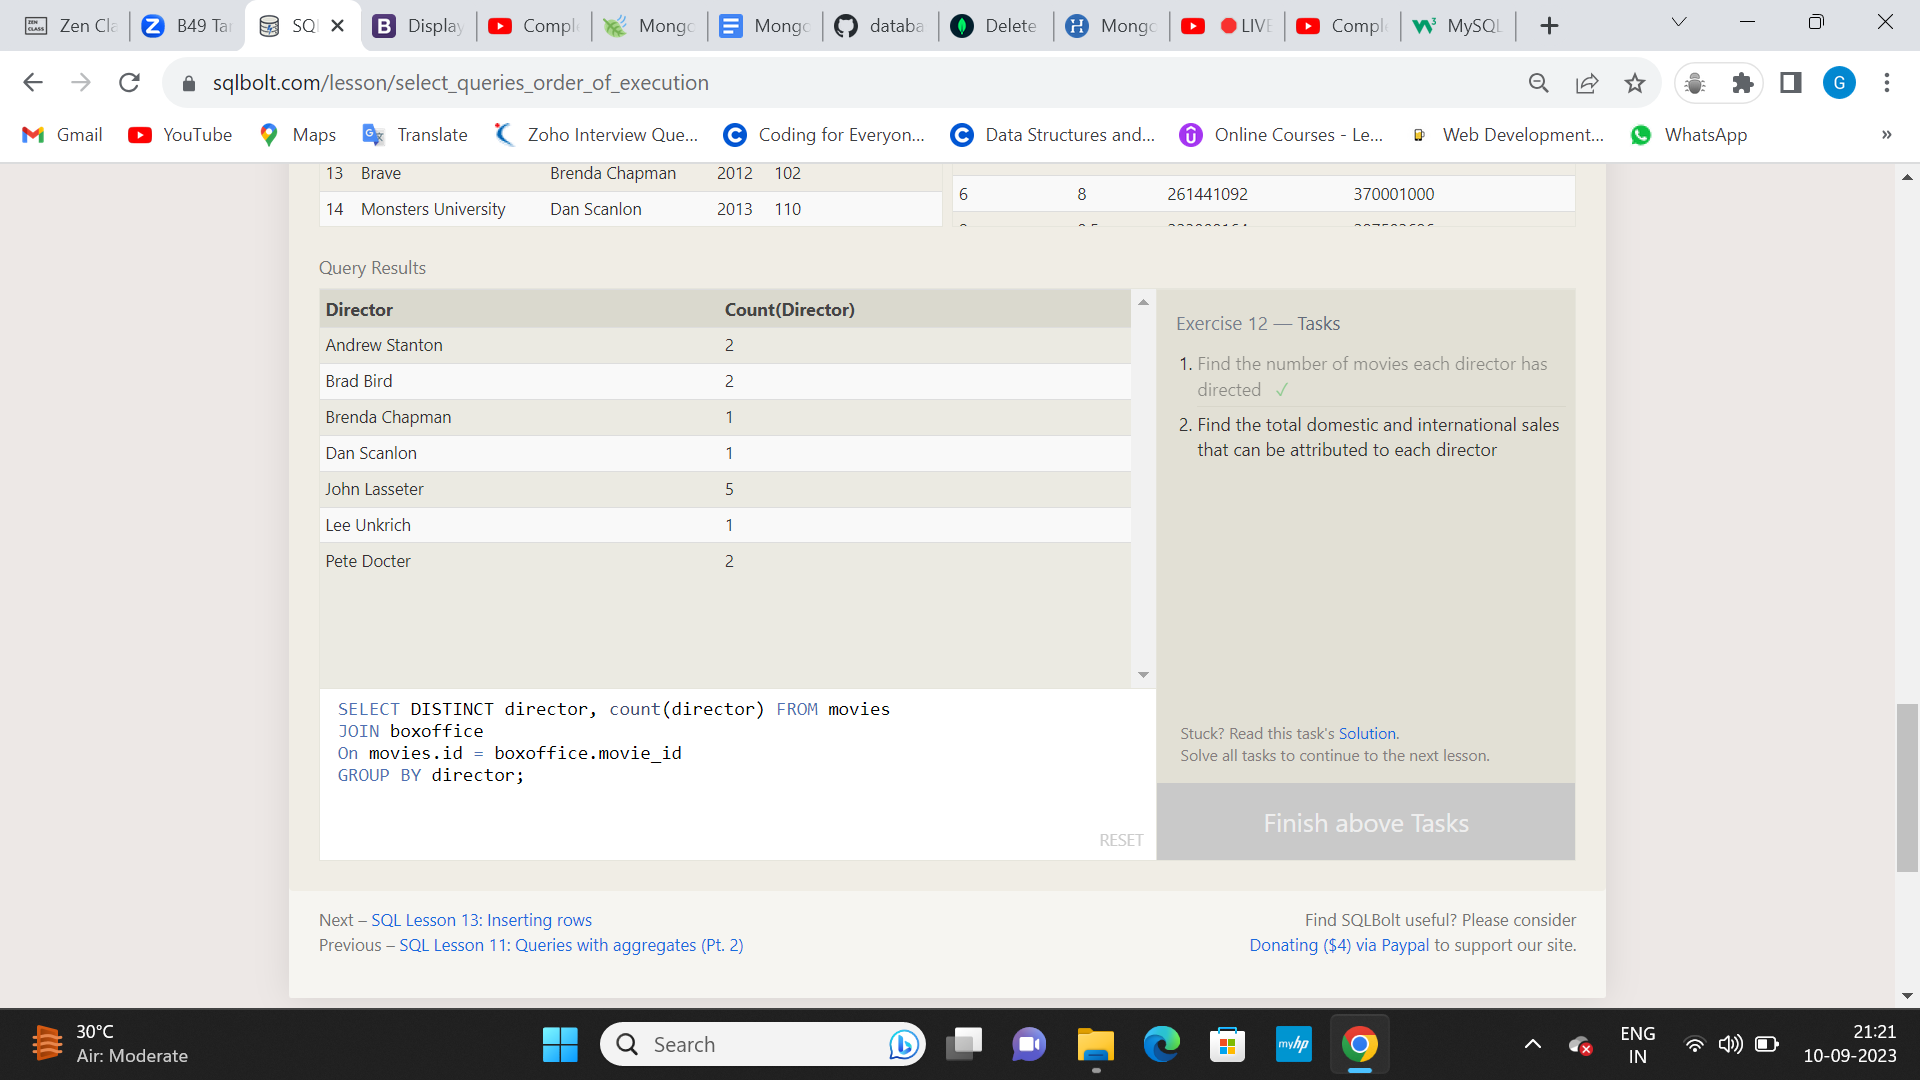 Zen Cla
B49 Tar
SQ
Display
Compl
Mongo
Mongo
databa
Delete
Mongo
LIVE
Compl
MySQL
sqlbolt.com/lesson/select_queries_order_of_execution
G
Gmail
YouTube
Maps
Translate
Zoho Interview Que...
Coding for Everyon...
Data Structures and...
Online Courses - Le...
Web Development...
WhatsApp
»
13 Brave Brenda Chapman 2012 102
14 Monsters University Dan Scanlon 2013 110
6 8 261441092 370001000
Query Results
Director Count(Director)
Andrew Stanton 2
Brad Bird 2
Brenda Chapman 1
Dan Scanlon 1
John Lasseter 5
Lee Unkrich 1
Pete Docter 2
Exercise 12 — Tasks
1. Find the number of movies each director has
directed ✓
2. Find the total domestic and international sales
that can be attributed to each director
SELECT DISTINCT director, count(director) FROM movies
JOIN boxoffice
On movies.id = boxoffice.movie_id
GROUP BY director;
RESET
Stuck? Read this task's Solution.
Solve all tasks to continue to the next lesson.
Finish above Tasks
Next – SQL Lesson 13: Inserting rows
Previous – SQL Lesson 11: Queries with aggregates (Pt. 2)
Find SQLBolt useful? Please consider
Donating ($4) via Paypal to support our site.
30°C
Air: Moderate
Search
myhp
ENG
IN
21:21
10-09-2023